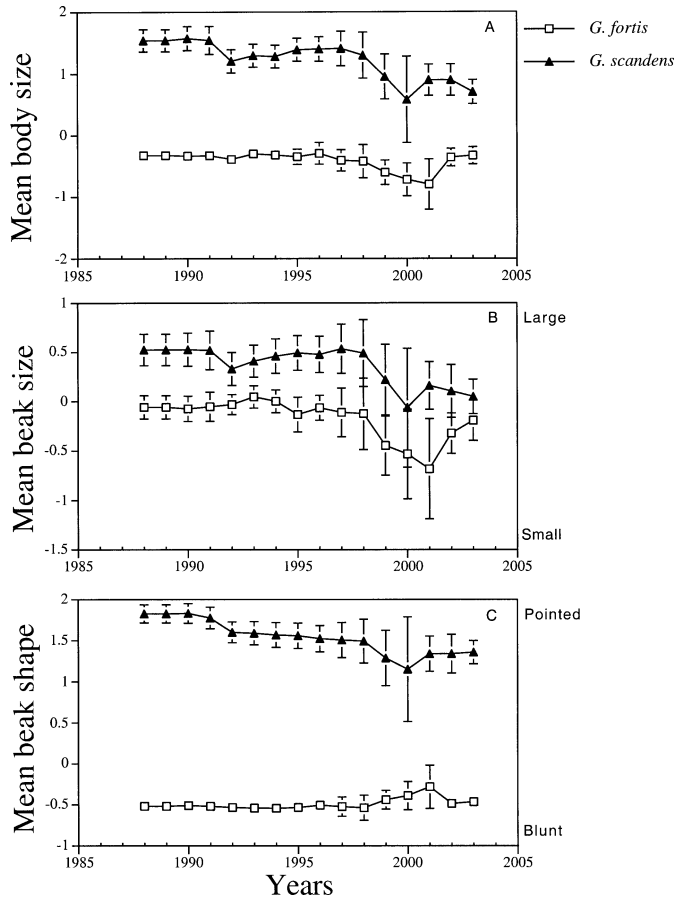 2
A
G. fortis
G. scandens
1
0
-1
-2
Mean body size
1985 1990 1995 2000 2005
1
B
Large
0.5
0
-0.5
-1
-1.5
Mean beak size
Small
1985 1990 1995 2000 2005
2
C
Pointed
1.5
1
0.5
0
-0.5
-1
Mean beak shape
Blunt
1985 1990 1995 2000 2005
Years